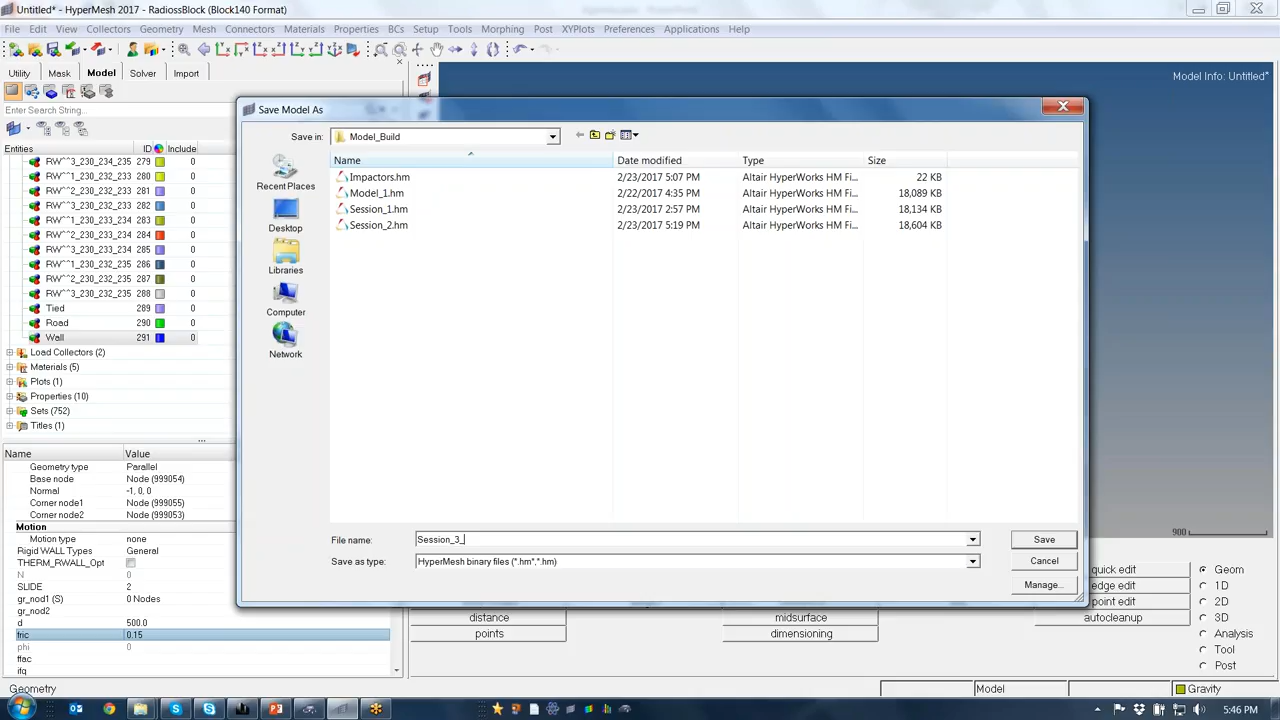 Untitled* - HyperMesh 2017 - RadiossBlock (Block140 Format)
File Edit View Collectors Geometry Mesh Connectors Materials Properties BCs Setup Tools Morphing Post XYPlots Preferences Applications Help
Utility Mask Model Solver Import
Model Info: Untitled*
Enter Search String...
Entities ID Include
RW^^3_230_234_235 279 0
RW^^1_230_232_235 280 0
RW^^2_230_232_235 281 0
RW^^3_230_232_235 282 0
RW^^1_230_234_235 283 0
RW^^2_230_234_235 284 0
RW^^3_230_233_235 285 0
RW^^1_230_232_235 286 0
RW^^2_230_232_235 287 0
RW^^3_230_232_235 288 0
Tied 289 0
Road 290 0
Wall 291 0
Load Collectors (2)
Materials (5)
Plots (1)
Properties (10)
Sets (752)
Titles (1)
Name Value
Geometry type Parallel
Base node Node (999054)
Normal -1, 0, 0
Corner node1 Node (999055)
Corner node2 Node (999053)
Motion
Motion type none
Rigid WALL Types General
THERM_RWALL_Opt
N 0
SLIDE 2
gr_nod1 (S) 0 Nodes
gr_nod2
d 500.0
fric 0.15
phi 0
ffac
ifq
Geometry
Save Model As
Save in: Model_Build
Recent Places
Desktop
Libraries
Computer
Network
Name Date modified Type Size
Impactors.hm 2/23/2017 5:07 PM Altair HyperWorks HM Fi... 22 KB
Model_1.hm 2/22/2017 4:35 PM Altair HyperWorks HM Fi... 18,089 KB
Session_1.hm 2/23/2017 2:57 PM Altair HyperWorks HM Fi... 18,134 KB
Session_2.hm 2/23/2017 5:19 PM Altair HyperWorks HM Fi... 18,604 KB
File name: Session_3_ Save
Save as type: HyperMesh binary files (*.hm*,*.hm) Cancel
Manage...
900
quick edit Geom
edge edit 1D
point edit 2D
distance midsurface autocleanup 3D
points dimensioning Analysis
Tool
Post
Model Gravity
5:46 PM